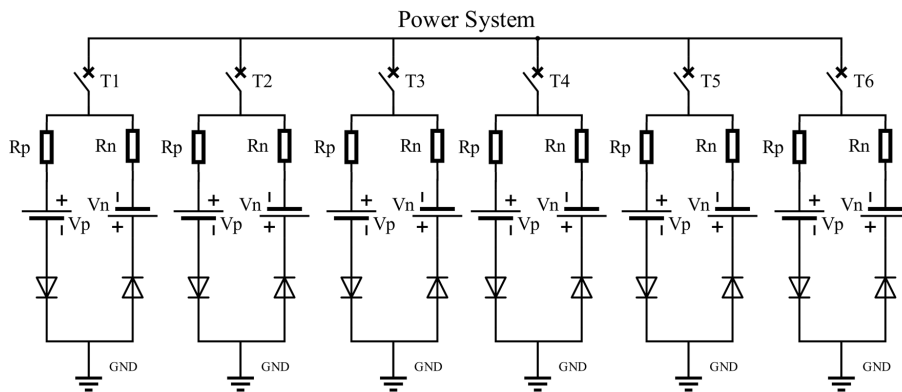 Power System
T1 T2 T3 T4 T5 T6
Rp Rn Rp Rn Rp Rn Rp Rn Rp Rn Rp Rn
+ − + − + − + − + − + −
Vn Vn Vn Vn Vn Vn
− Vp + − Vp + − Vp + − Vp + − Vp + − Vp +
GND GND GND GND GND GND